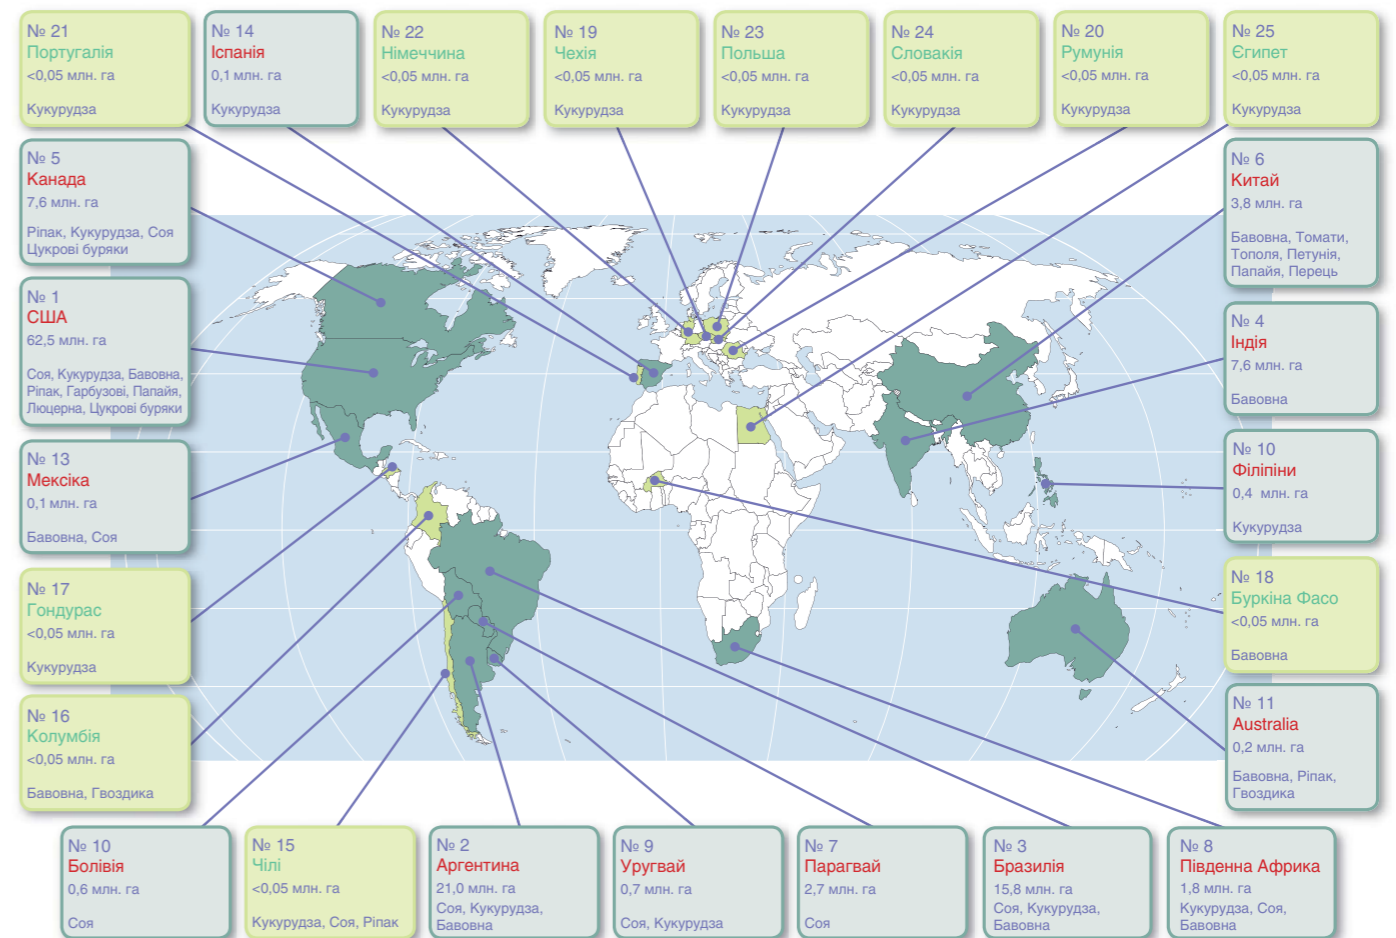 № 21
Португалія
<0,05 млн. га
Кукурудза
№ 14
Іспанія
0,1 млн. га
Кукурудза
№ 22
Німеччина
<0,05 млн. га
Кукурудза
№ 19
Чехія
<0,05 млн. га
Кукурудза
№ 23
Польша
<0,05 млн. га
Кукурудза
№ 24
Словакія
<0,05 млн. га
Кукурудза
№ 20
Румунія
<0,05 млн. га
Кукурудза
№ 25
Єгипет
<0,05 млн. га
Кукурудза
№ 5
Канада
7,6 млн. га
Ріпак, Кукурудза, Соя
Цукрові буряки
№ 1
США
62,5 млн. га
Соя, Кукурудза, Бавовна,
Ріпак, Гарбузові, Папайя,
Люцерна, Цукрові буряки
№ 13
Мексіка
0,1 млн. га
Бавовна, Соя
№ 17
Гондурас
<0,05 млн. га
Кукурудза
№ 16
Колумбія
<0,05 млн. га
Бавовна, Гвоздика
№ 6
Китай
3,8 млн. га
Бавовна, Томати,
Тополя, Петунія,
Папайя, Перець
№ 4
Індія
7,6 млн. га
Бавовна
№ 10
Філіпіни
0,4 млн. га
Кукурудза
№ 18
Буркіна Фасо
<0,05 млн. га
Бавовна
№ 11
Australia
0,2 млн. га
Бавовна, Ріпак,
Гвоздика
№ 10
Болівія
0,6 млн. га
Соя
№ 15
Чілі
<0,05 млн. га
Кукурудза, Соя, Ріпак
№ 2
Аргентина
21,0 млн. га
Соя, Кукурудза,
Бавовна
№ 9
Уругвай
0,7 млн. га
Соя, Кукурудза
№ 7
Парагвай
2,7 млн. га
Соя
№ 3
Бразилія
15,8 млн. га
Соя, Кукурудза,
Бавовна
№ 8
Південна Африка
1,8 млн. га
Кукурудза, Соя,
Бавовна